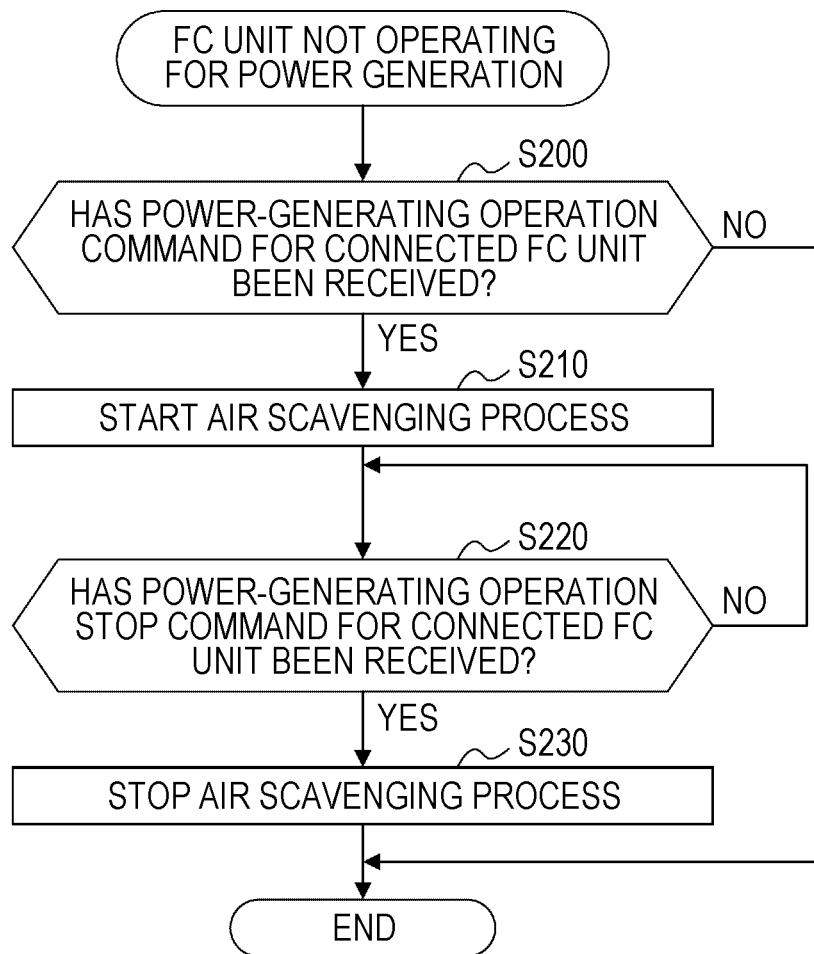 FC UNIT NOT OPERATING
FOR POWER GENERATION
S200
HAS POWER-GENERATING OPERATION
COMMAND FOR CONNECTED FC UNIT
BEEN RECEIVED?
NO
YES
S210
START AIR SCAVENGING PROCESS
S220
HAS POWER-GENERATING OPERATION
STOP COMMAND FOR CONNECTED FC
UNIT BEEN RECEIVED?
NO
YES
S230
STOP AIR SCAVENGING PROCESS
END